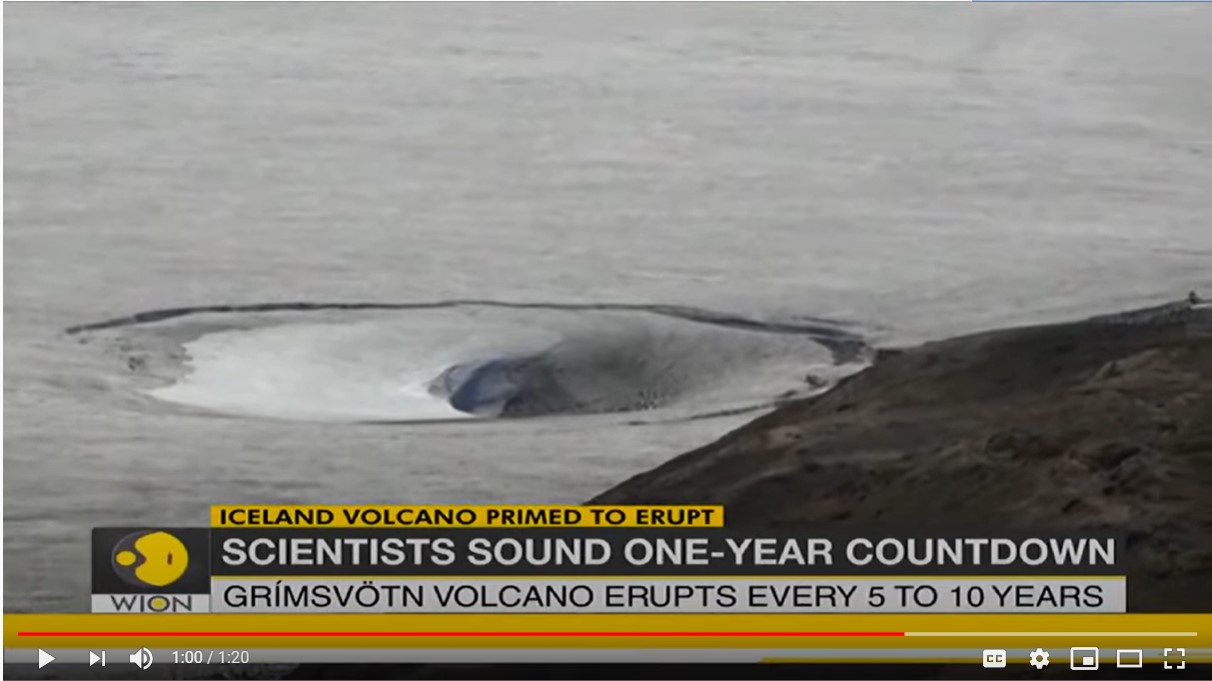 ICELAND VOLCANO PRIMED TO ERUPT
SCIENTISTS SOUND ONE-YEAR COUNTDOWN
WION
GRÍMSVÖTN VOLCANO ERUPTS EVERY 5 TO 10 YEARS
1:00 / 1:20
CC